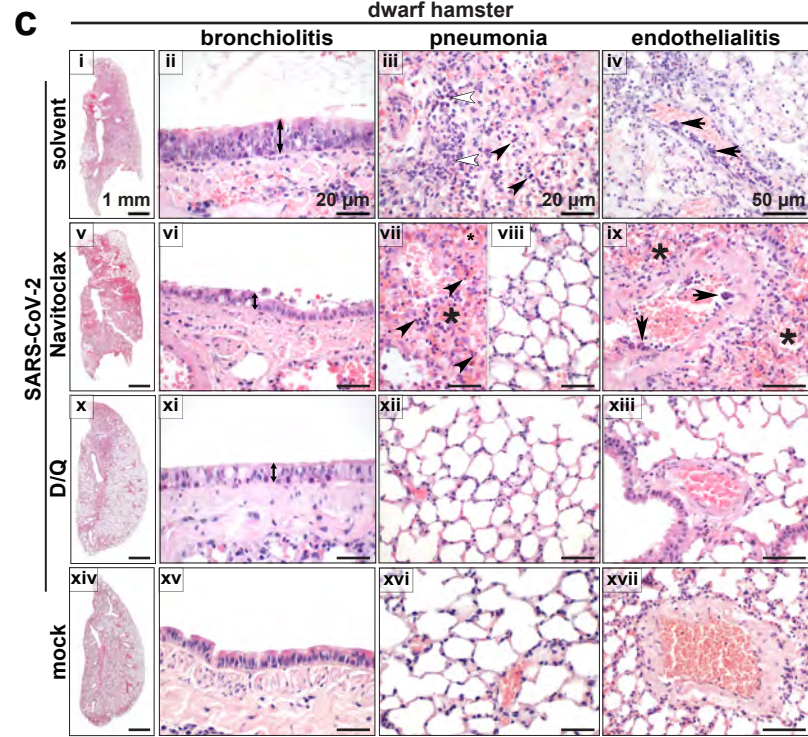 c
dwarf hamster
bronchiolitis
pneumonia
endothelialitis
SARS-CoV-2
solvent
i
1 mm
ii
20 µm
iii
20 µm
iv
50 µm
Navitoclax
v
vi
vii
*
*
viii
ix
*
*
D/Q
x
xi
xii
xiii
mock
xiv
xv
xvi
xvii